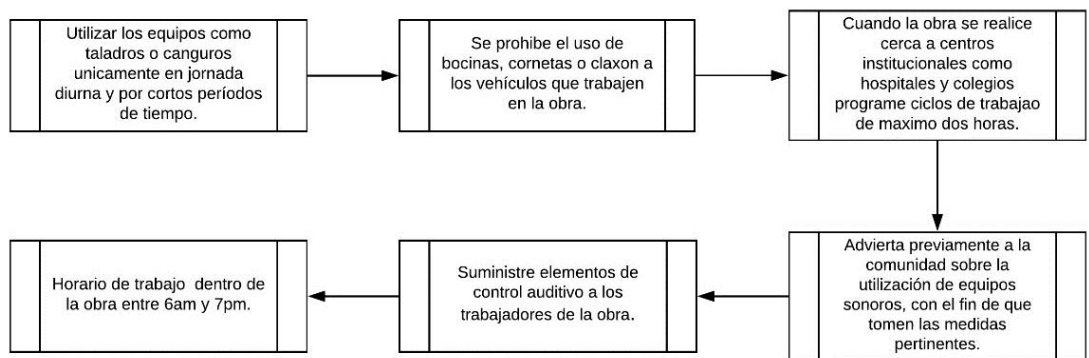 Utilizar los equipos como
taladros o canguros
unicamente en jornada
diurna y por cortos períodos
de tiempo.
Se prohibe el uso de
bocinas, cornetas o claxon a
los vehículos que trabajen
en la obra.
Cuando la obra se realice
cerca a centros
institucionales como
hospitales y colegios
programe ciclos de trabajao
de maximo dos horas.
Advierta previamente a la
comunidad sobre la
utilización de equipos
sonoros, con el fin de que
tomen las medidas
pertinentes.
Suministre elementos de
control auditivo a los
trabajadores de la obra.
Horario de trabajo dentro de
la obra entre 6am y 7pm.